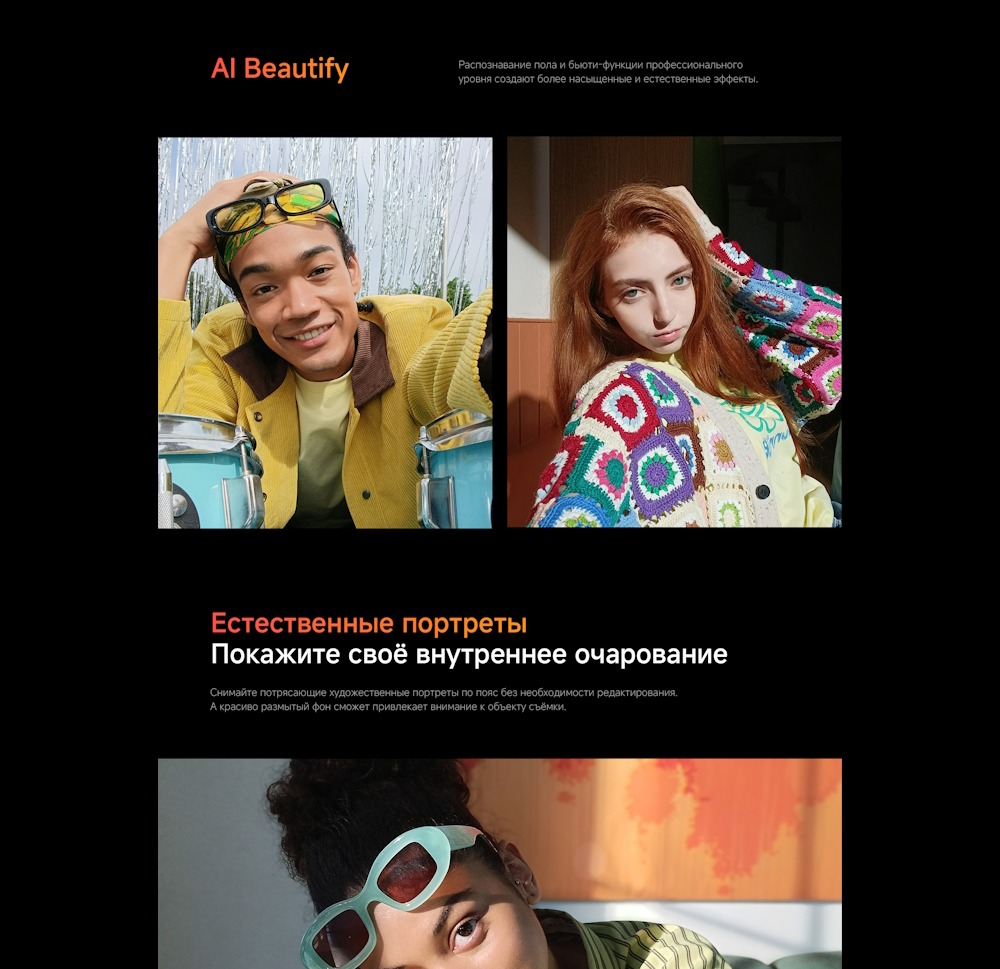 AI Beautify
Распознавание пола и бьюти-функции профессионального
уровня создают более насыщенные и естественные эффекты.
Естественные портреты
Покажите своё внутреннее очарование
Снимайте потрясающие художественные портреты по пояс без необходимости редактирования.
А красиво размытый фон сможет привлекает внимание к объекту съёмки.